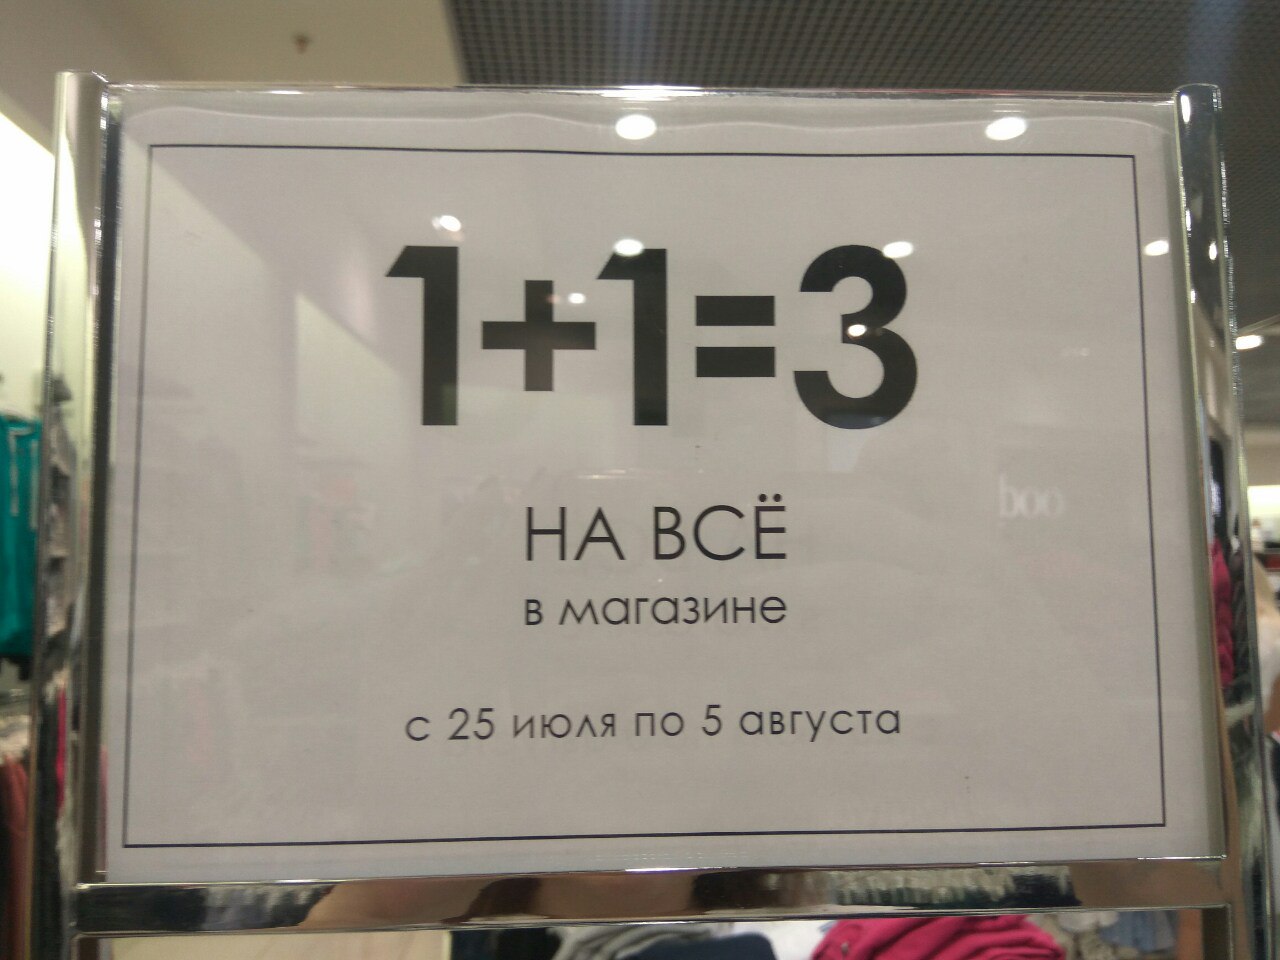 1+1=3
НА ВСЁ
в магазине
с 25 июля по 5 августа